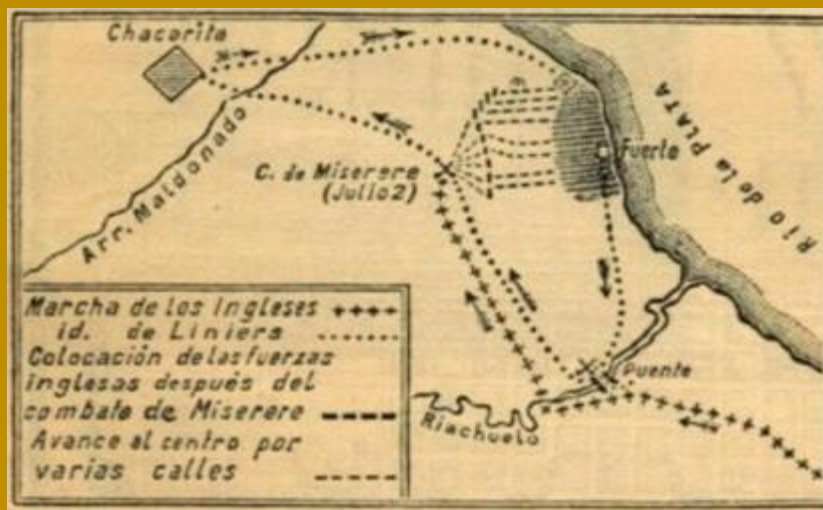 Chacarita
Arr. Maldonado
C. de Miserere
(Julio 2)
Fuerte
Río de la PLATA
Puente
Riachuelo
Marcha de los Ingleses
id. de Liniers
Colocación de las fuerzas
inglesas después del
combate de Miserere
Avance al centro por
varias calles